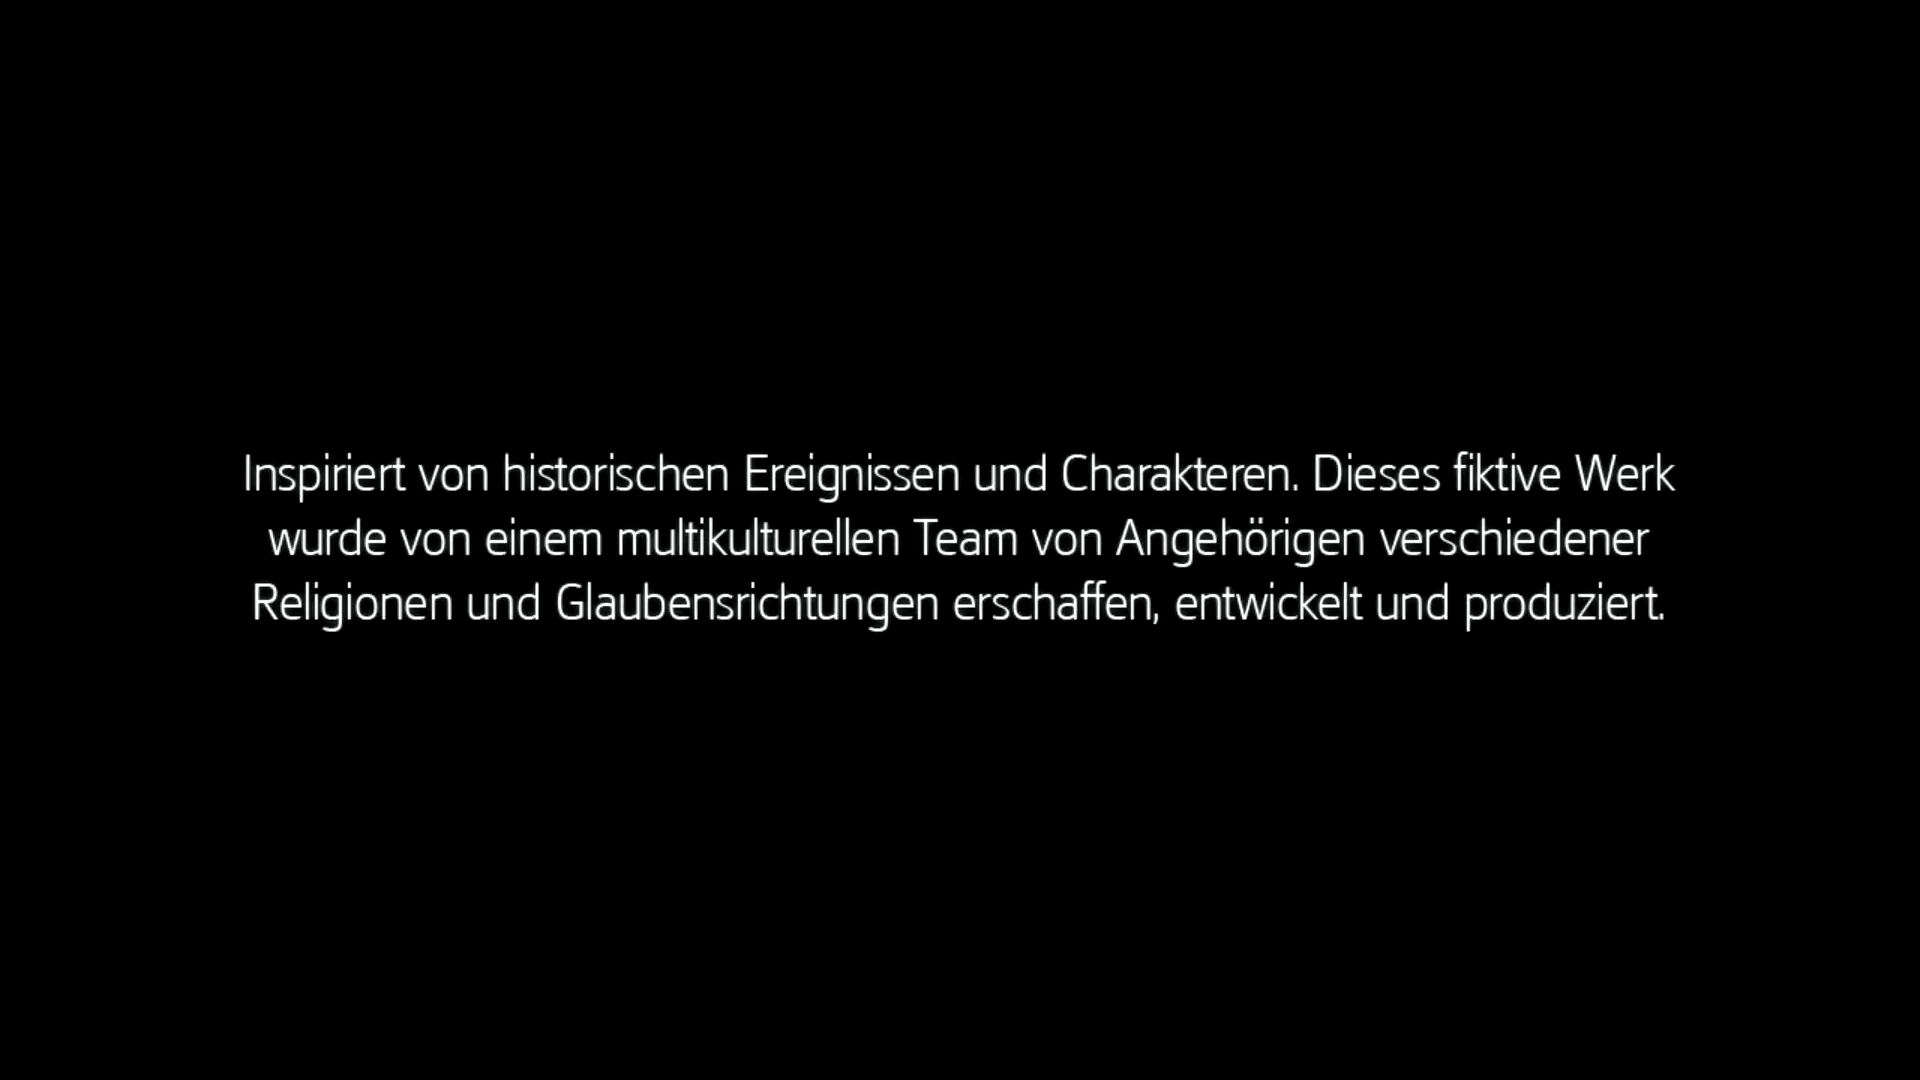 Inspiriert von historischen Ereignissen und Charakteren. Dieses fiktive Werk
wurde von einem multikulturellen Team von Angehörigen verschiedener
Religionen und Glaubensrichtungen erschaffen, entwickelt und produziert.